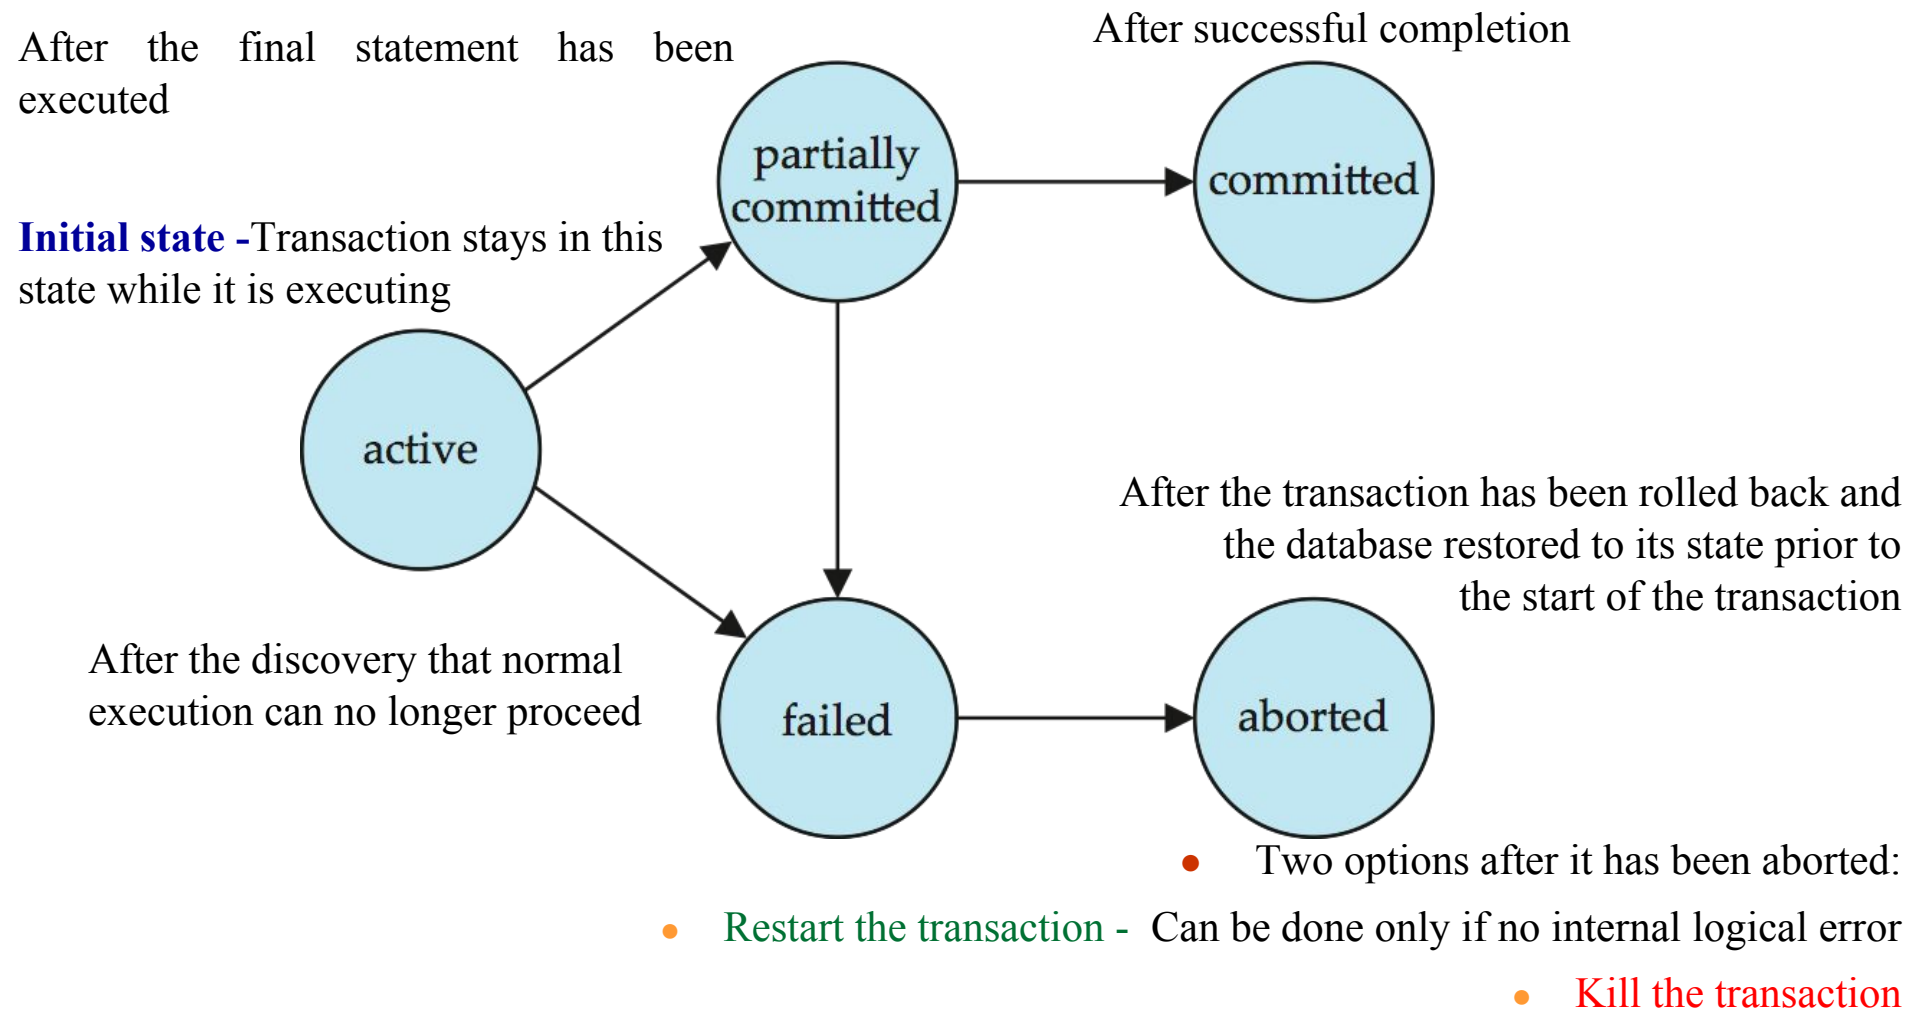 After the final statement has been
executed
After successful completion
partially
committed
committed
Initial state -Transaction stays in this
state while it is executing
active
After the transaction has been rolled back and
the database restored to its state prior to
the start of the transaction
After the discovery that normal
execution can no longer proceed
failed
aborted
● Two options after it has been aborted:
● Restart the transaction - Can be done only if no internal logical error
● Kill the transaction